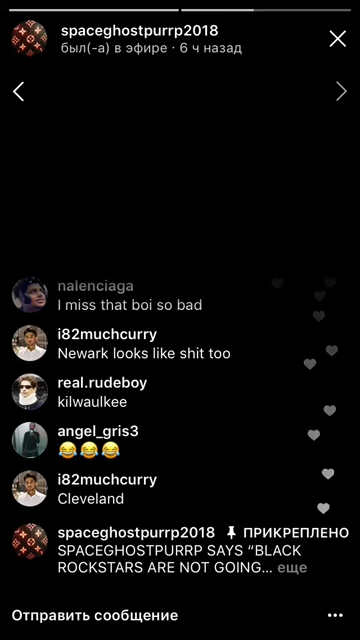 spaceghostpurrp2018
был(-а) в эфире · 6 ч назад
nalenciaga
I miss that boi so bad
i82muchcurry
Newark looks like shit too
real.rudeboy
kilwaulkee
angel_gris3
😂😂😂
i82muchcurry
Cleveland
spaceghostpurrp2018 📌 ПРИКРЕПЛЕНО
SPACEGHOSTPURRP SAYS “BLACK
ROCKSTARS ARE NOT GOING... еще
Отправить сообщение